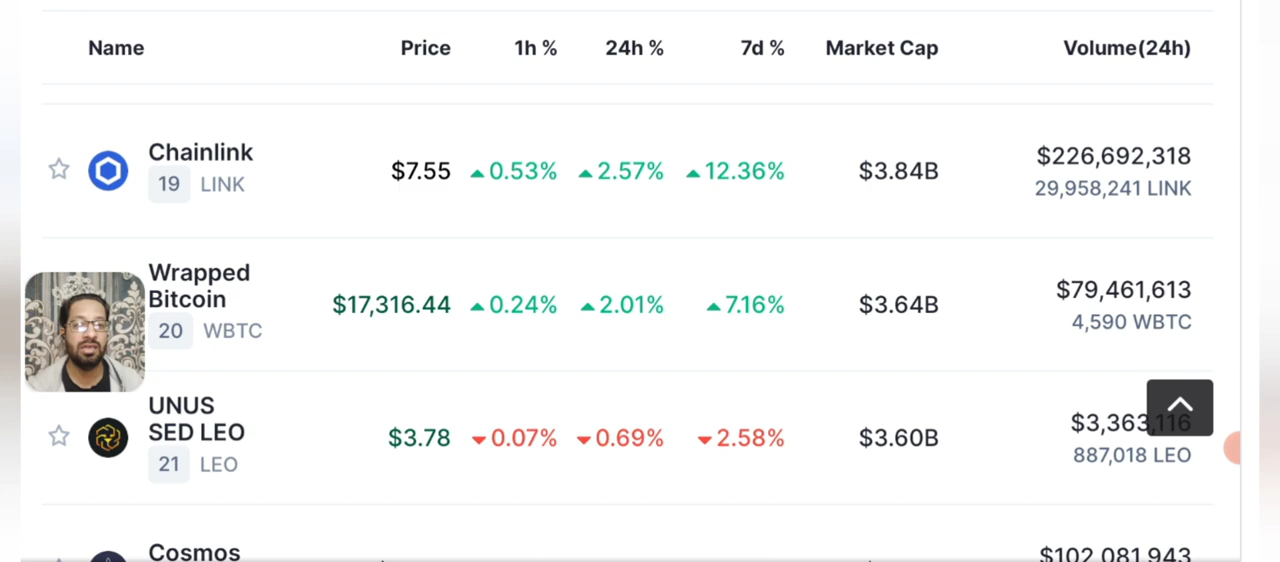 Name Price 1h % 24h % 7d % Market Cap Volume(24h)
Chainlink
19 LINK
$7.55 0.53% 2.57% 12.36% $3.84B
$226,692,318
29,958,241 LINK
Wrapped
Bitcoin
20 WBTC
$17,316.44 0.24% 2.01% 7.16% $3.64B
$79,461,613
4,590 WBTC
UNUS
SED LEO
21 LEO
$3.78 0.07% 0.69% 2.58% $3.60B
$3,363,116
887,018 LEO
Cosmos
$102,081,943